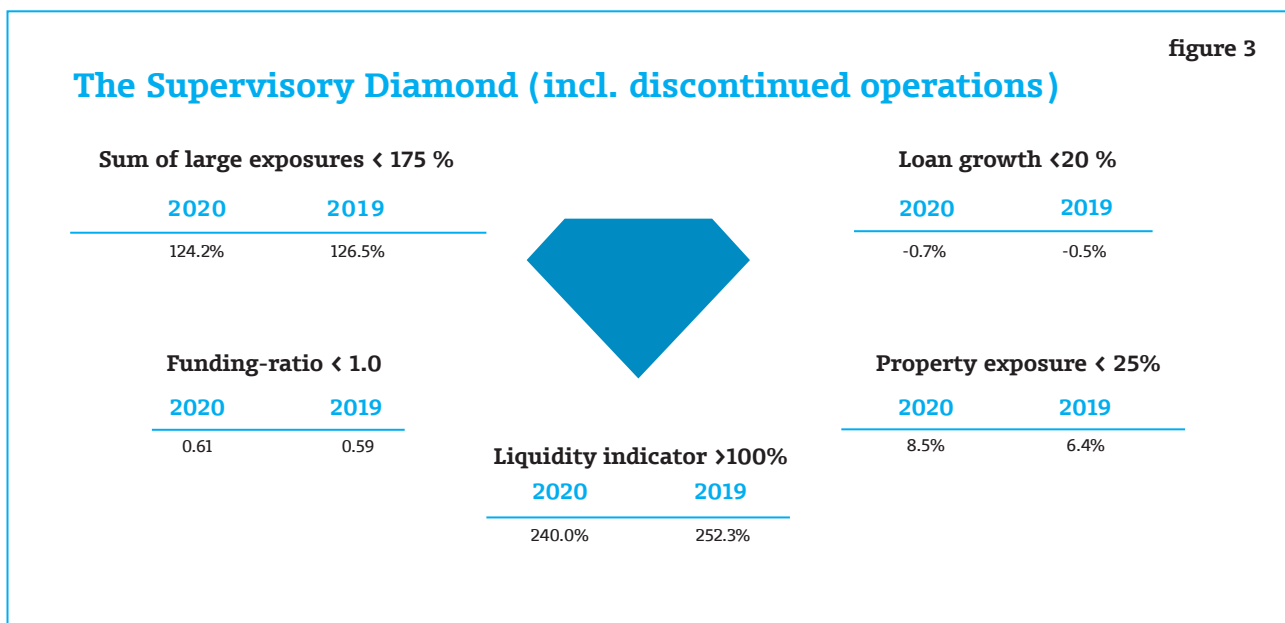 figure 3
The Supervisory Diamond (incl. discontinued operations)
Sum of large exposures < 175 %
2020 2019
124.2% 126.5%
Loan growth <20 %
2020 2019
-0.7% -0.5%
Funding-ratio < 1.0
2020 2019
0.61 0.59
Property exposure < 25%
2020 2019
8.5% 6.4%
Liquidity indicator >100%
2020 2019
240.0% 252.3%